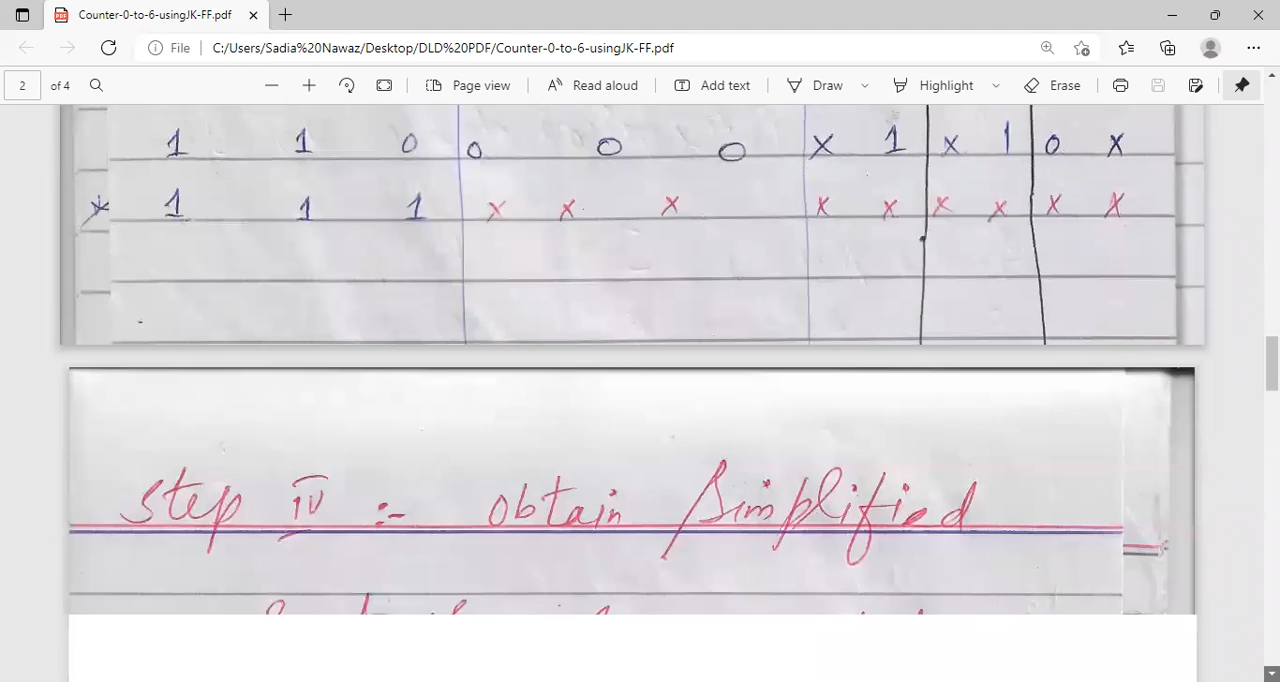 Counter-0-to-6-usingJK-FF.pdf
File C:/Users/Sadia%20Nawaz/Desktop/DLD%20PDF/Counter-0-to-6-usingJK-FF.pdf
2 of 4 Page view Read aloud Add text Draw Highlight Erase
1 1 0 0 0 0 x 1 x 1 0 x
* 1 1 1 x x x x x x x x x
Step IV :- Obtain Simplified